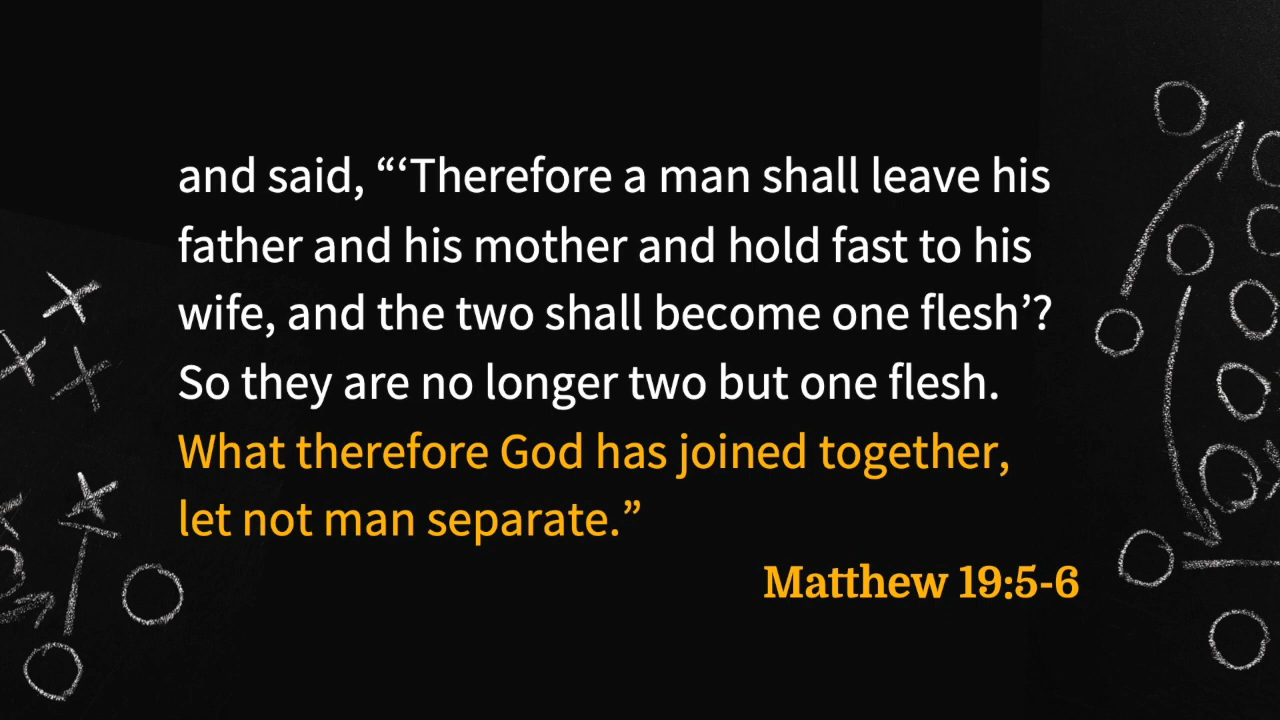 and said, “‘Therefore a man shall leave his
father and his mother and hold fast to his
wife, and the two shall become one flesh’?
So they are no longer two but one flesh.
What therefore God has joined together,
let not man separate.”
Matthew 19:5-6